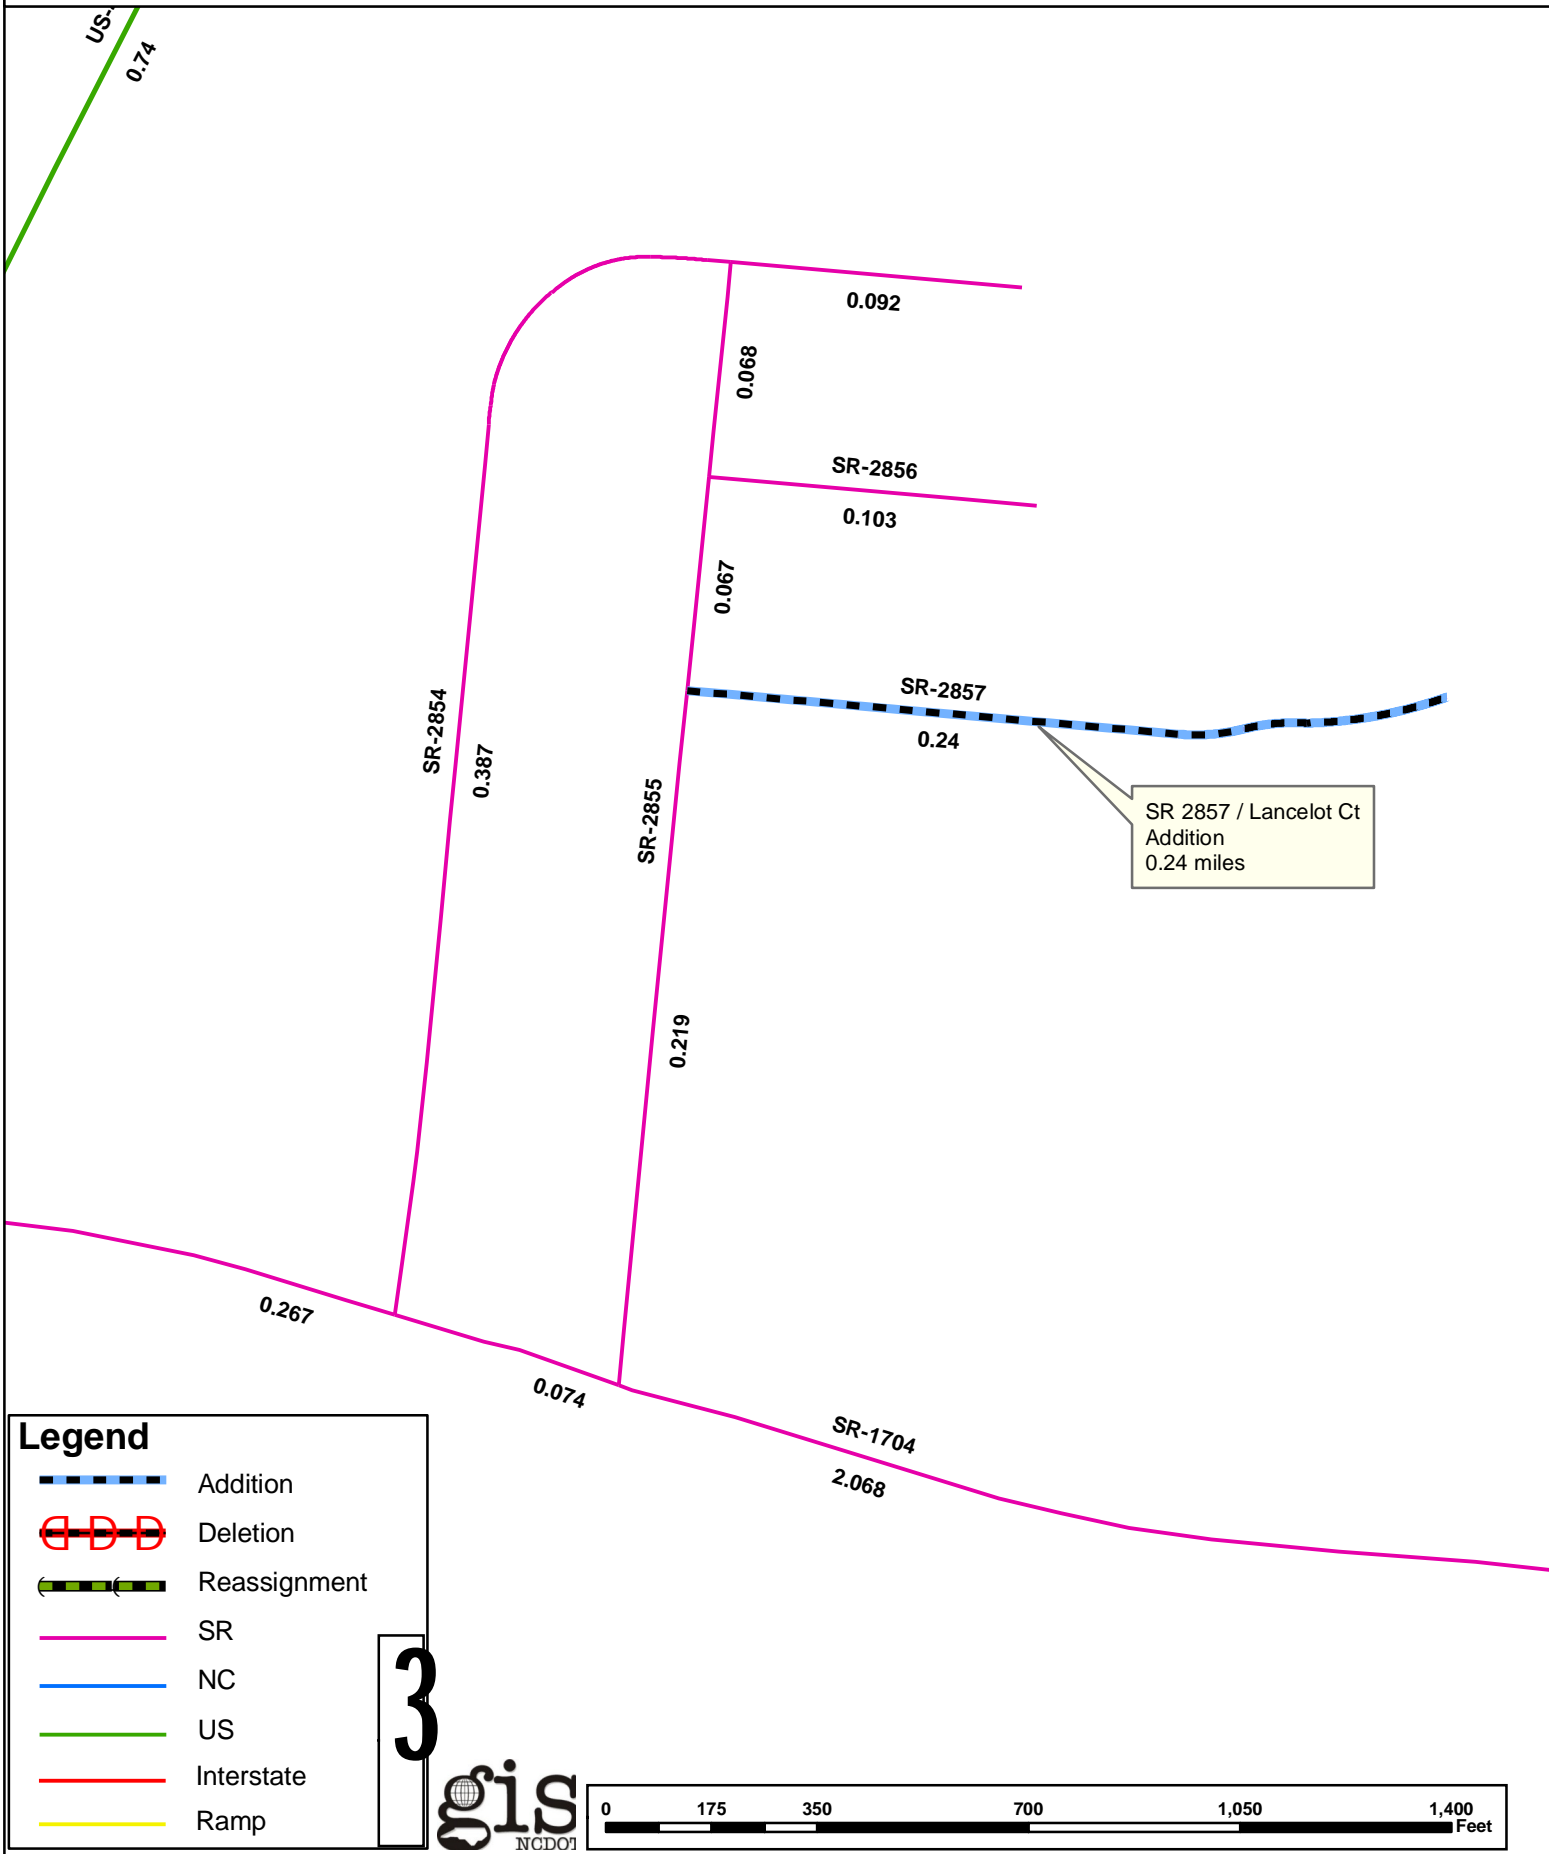 US-
0.74
0.092
0.068
SR-2856
0.103
0.067
SR-2857
0.24
SR-2854
0.387
SR-2855
SR 2857 / Lancelot Ct
Addition
0.24 miles
0.219
0.267
0.074
SR-1704
2.068
Legend
Addition
Deletion
Reassignment
SR
NC
US
Interstate
Ramp
3
gis
NCDOT
0 175 350 700 1,050 1,400
Feet